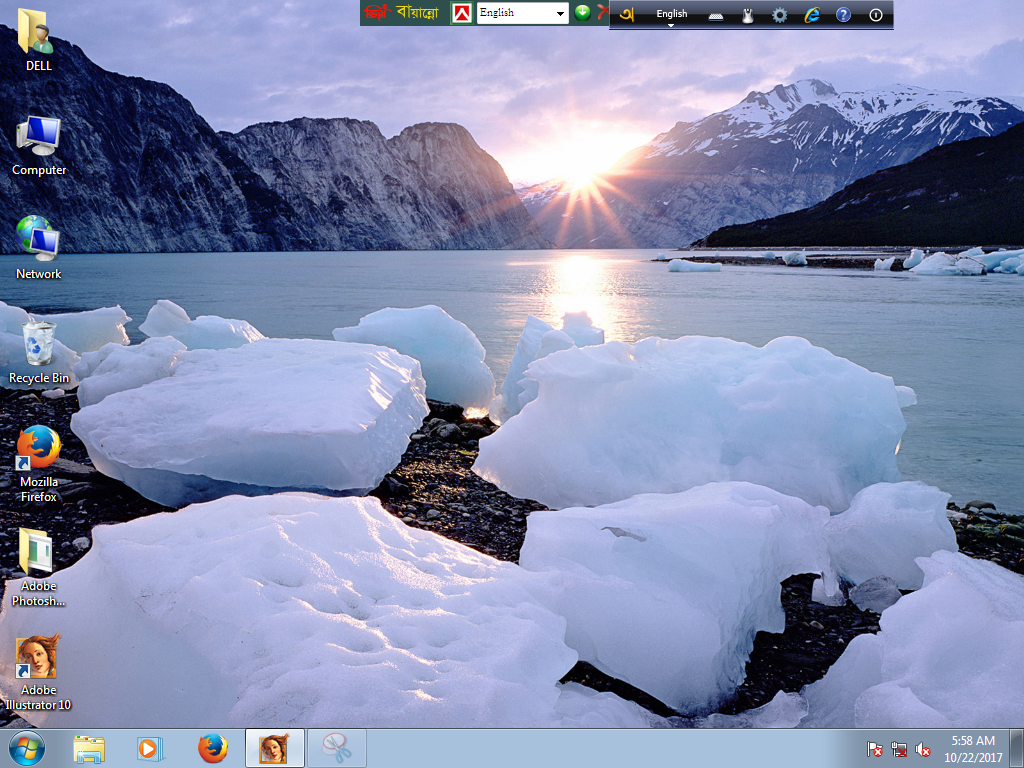 বায়ান্নো
English
অ
English
DELL
Computer
Network
Recycle Bin
Mozilla
Firefox
Adobe
Photosh...
Adobe
Illustrator 10
5:58 AM
10/22/2017